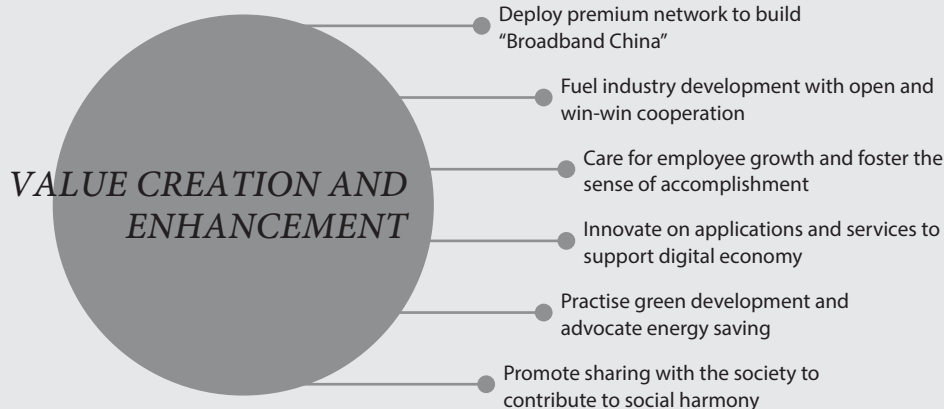 VALUE CREATION AND
ENHANCEMENT
Deploy premium network to build
“Broadband China”
Fuel industry development with open and
win-win cooperation
Care for employee growth and foster the
sense of accomplishment
Innovate on applications and services to
support digital economy
Practise green development and
advocate energy saving
Promote sharing with the society to
contribute to social harmony